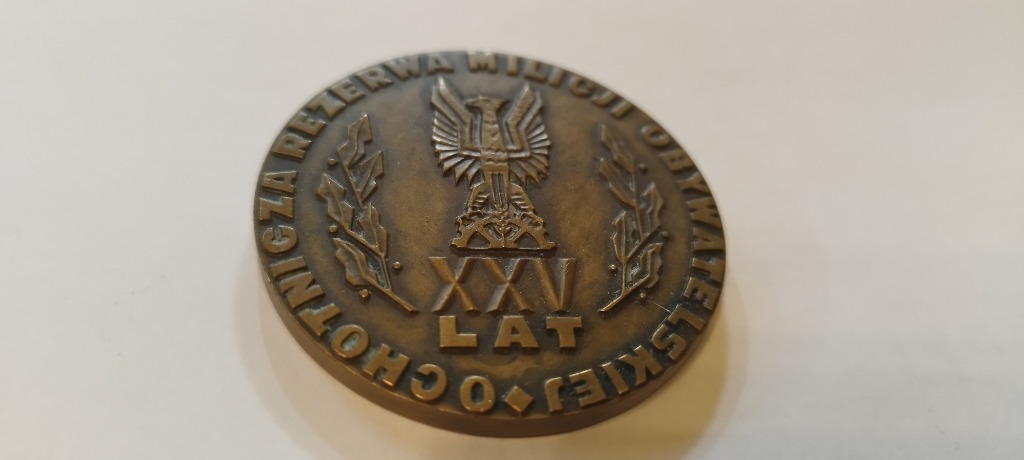 OCHOTNICZA REZERWA MILICJI OBYWATELSKIEJ
XXV
LAT